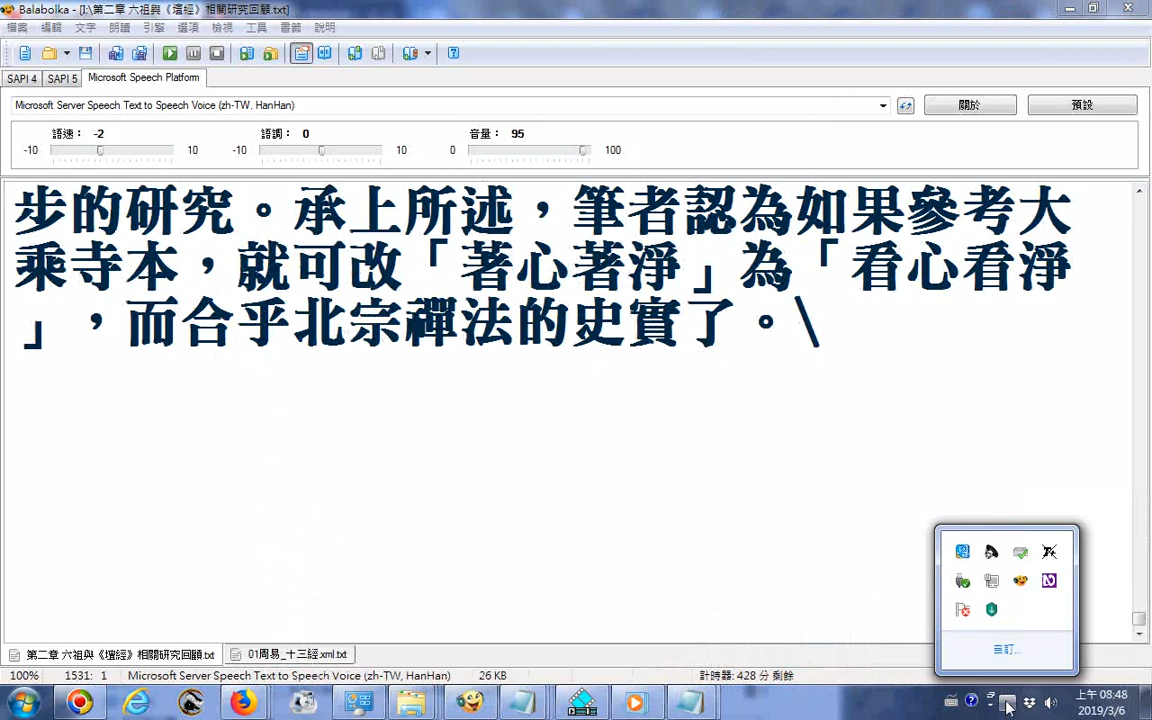 Balabolka - [I:\第二章 六祖與《壇經》相關研究回顧.txt]
檔案 編輯 文字 朗讀 引擎 選項 檢視 工具 書籤 說明
SAPI 4 SAPI 5 Microsoft Speech Platform
Microsoft Server Speech Text to Speech Voice (zh-TW, HanHan) 關於 預設
語速： -2 語調： 0 音量： 95
-10 10 -10 10 0 100
步的研究。承上所述，筆者認為如果參考大
乘寺本，就可改「著心著淨」為「看心看淨
」，而合乎北宗禪法的史實了。\
自訂...
第二章 六祖與《壇經》相關研究回顧.txt 01周易_十三經.xml.txt
100% 1531: 1 Microsoft Server Speech Text to Speech Voice (zh-TW, HanHan) 26 KB 計時器: 428 分 剩餘
上午 08:48
2019/3/6